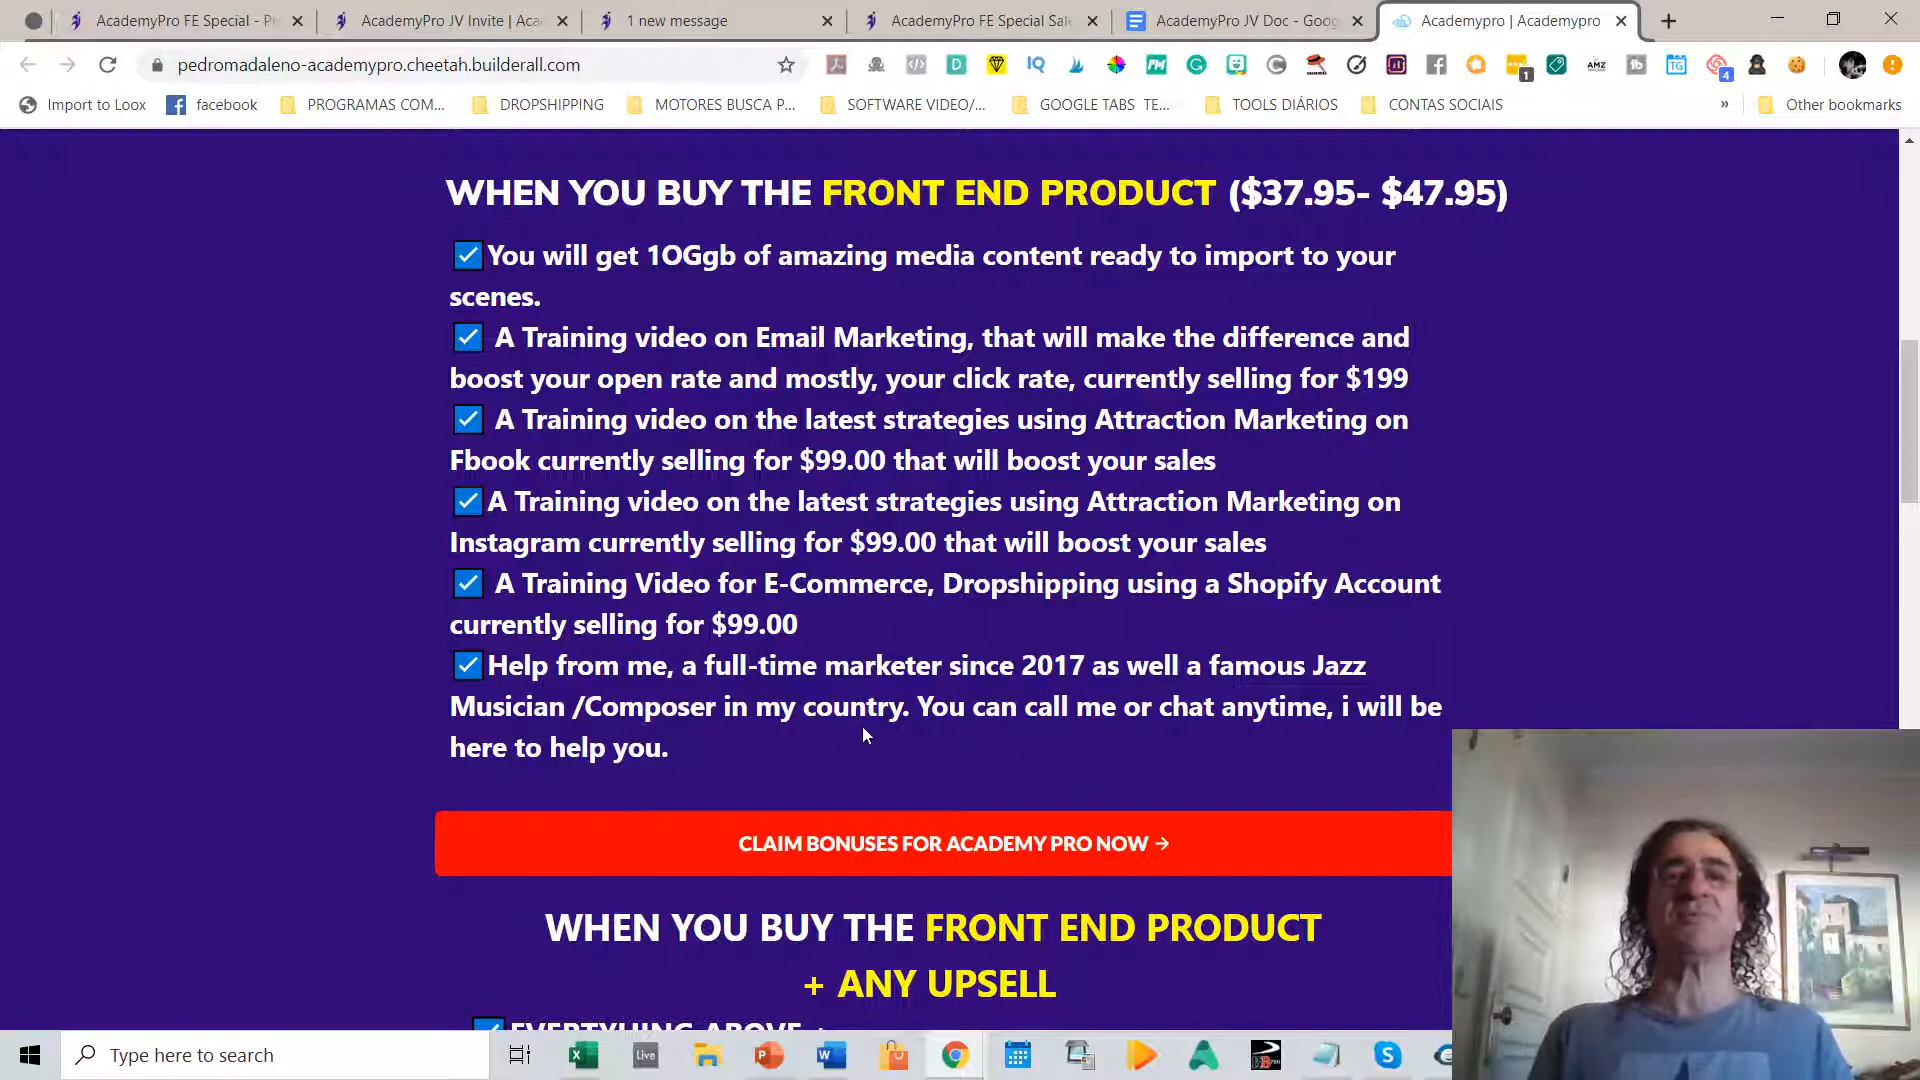 AcademyPro FE Special - Pr
AcademyPro JV Invite | Aca
1 new message
AcademyPro FE Special Sale
AcademyPro JV Doc - Goog
Academypro | Academypro
pedromadaleno-academypro.cheetah.builderall.com
Import to Loox
facebook
PROGRAMAS COM...
DROPSHIPPING
MOTORES BUSCA P...
SOFTWARE VIDEO/...
GOOGLE TABS TE...
TOOLS DIÁRIOS
CONTAS SOCIAIS
»
Other bookmarks
WHEN YOU BUY THE FRONT END PRODUCT ($37.95- $47.95)
You will get 1OGgb of amazing media content ready to import to your
scenes.
A Training video on Email Marketing, that will make the difference and
boost your open rate and mostly, your click rate, currently selling for $199
A Training video on the latest strategies using Attraction Marketing on
Fbook currently selling for $99.00 that will boost your sales
A Training video on the latest strategies using Attraction Marketing on
Instagram currently selling for $99.00 that will boost your sales
A Training Video for E-Commerce, Dropshipping using a Shopify Account
currently selling for $99.00
Help from me, a full-time marketer since 2017 as well a famous Jazz
Musician /Composer in my country. You can call me or chat anytime, i will be
here to help you.
CLAIM BONUSES FOR ACADEMY PRO NOW →
WHEN YOU BUY THE FRONT END PRODUCT
+ ANY UPSELL
EVERTYHING ABOVE +
Type here to search
Live